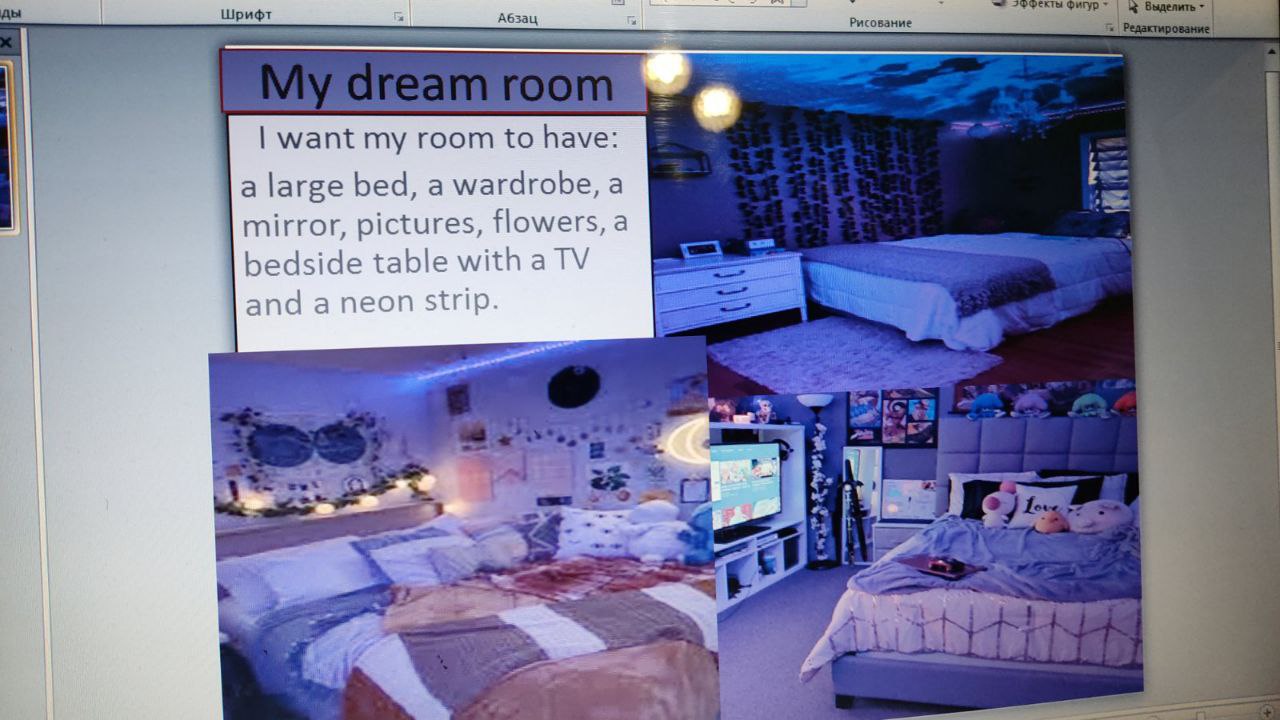 Шрифт
Абзац
Рисование
Эффекты фигур
Выделить
Редактирование
My dream room
I want my room to have:
a large bed, a wardrobe, a
mirror, pictures, flowers, a
bedside table with a TV
and a neon strip.
Love